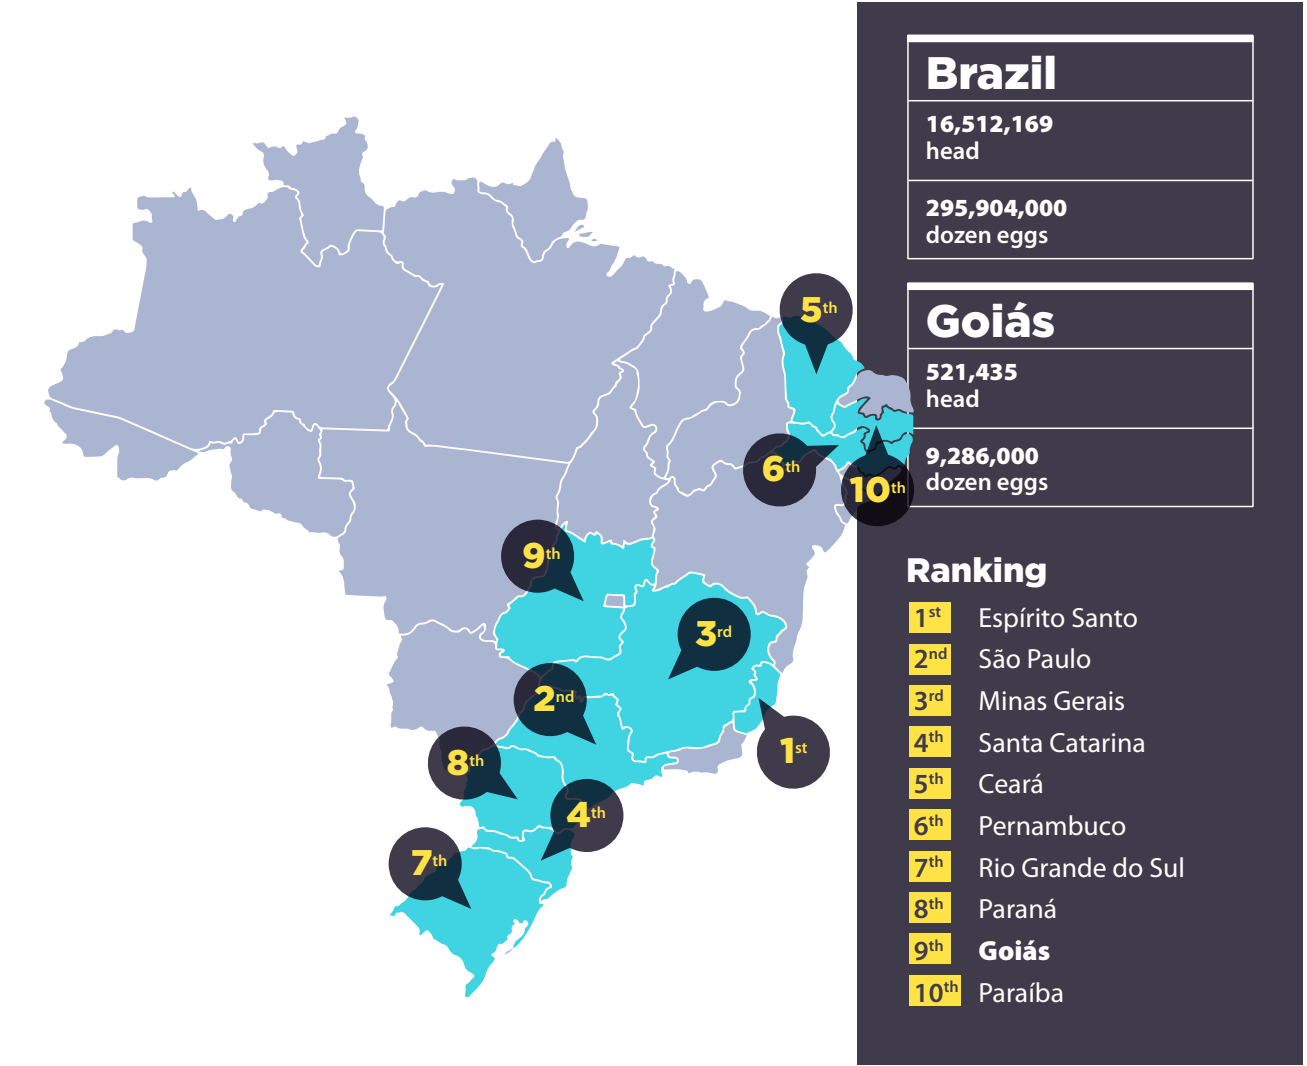 Brazil
16,512,169
head
295,904,000
dozen eggs
Goiás
521,435
head
9,286,000
dozen eggs
5th
6th
10th
9th
3rd
2nd
1st
8th
4th
7th
Ranking
1st Espírito Santo
2nd São Paulo
3rd Minas Gerais
4th Santa Catarina
5th Ceará
6th Pernambuco
7th Rio Grande do Sul
8th Paraná
9th Goiás
10th Paraíba